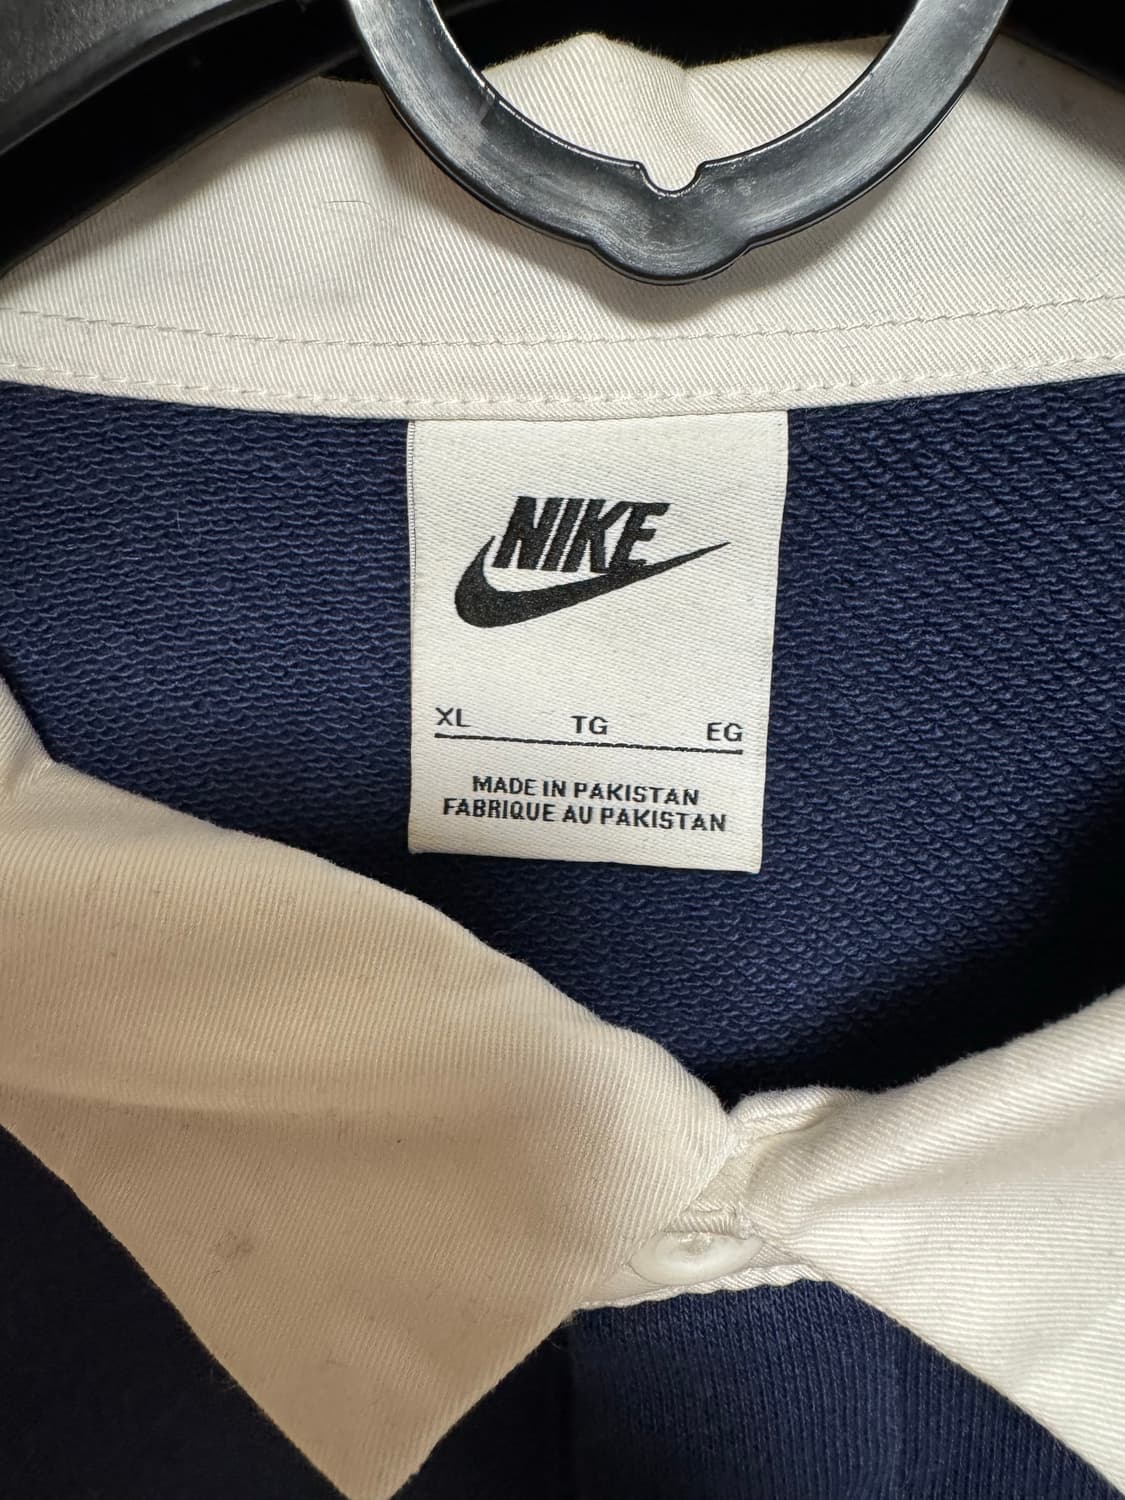 NIKE
XL TG EG
MADE IN PAKISTAN
FABRIQUE AU PAKISTAN